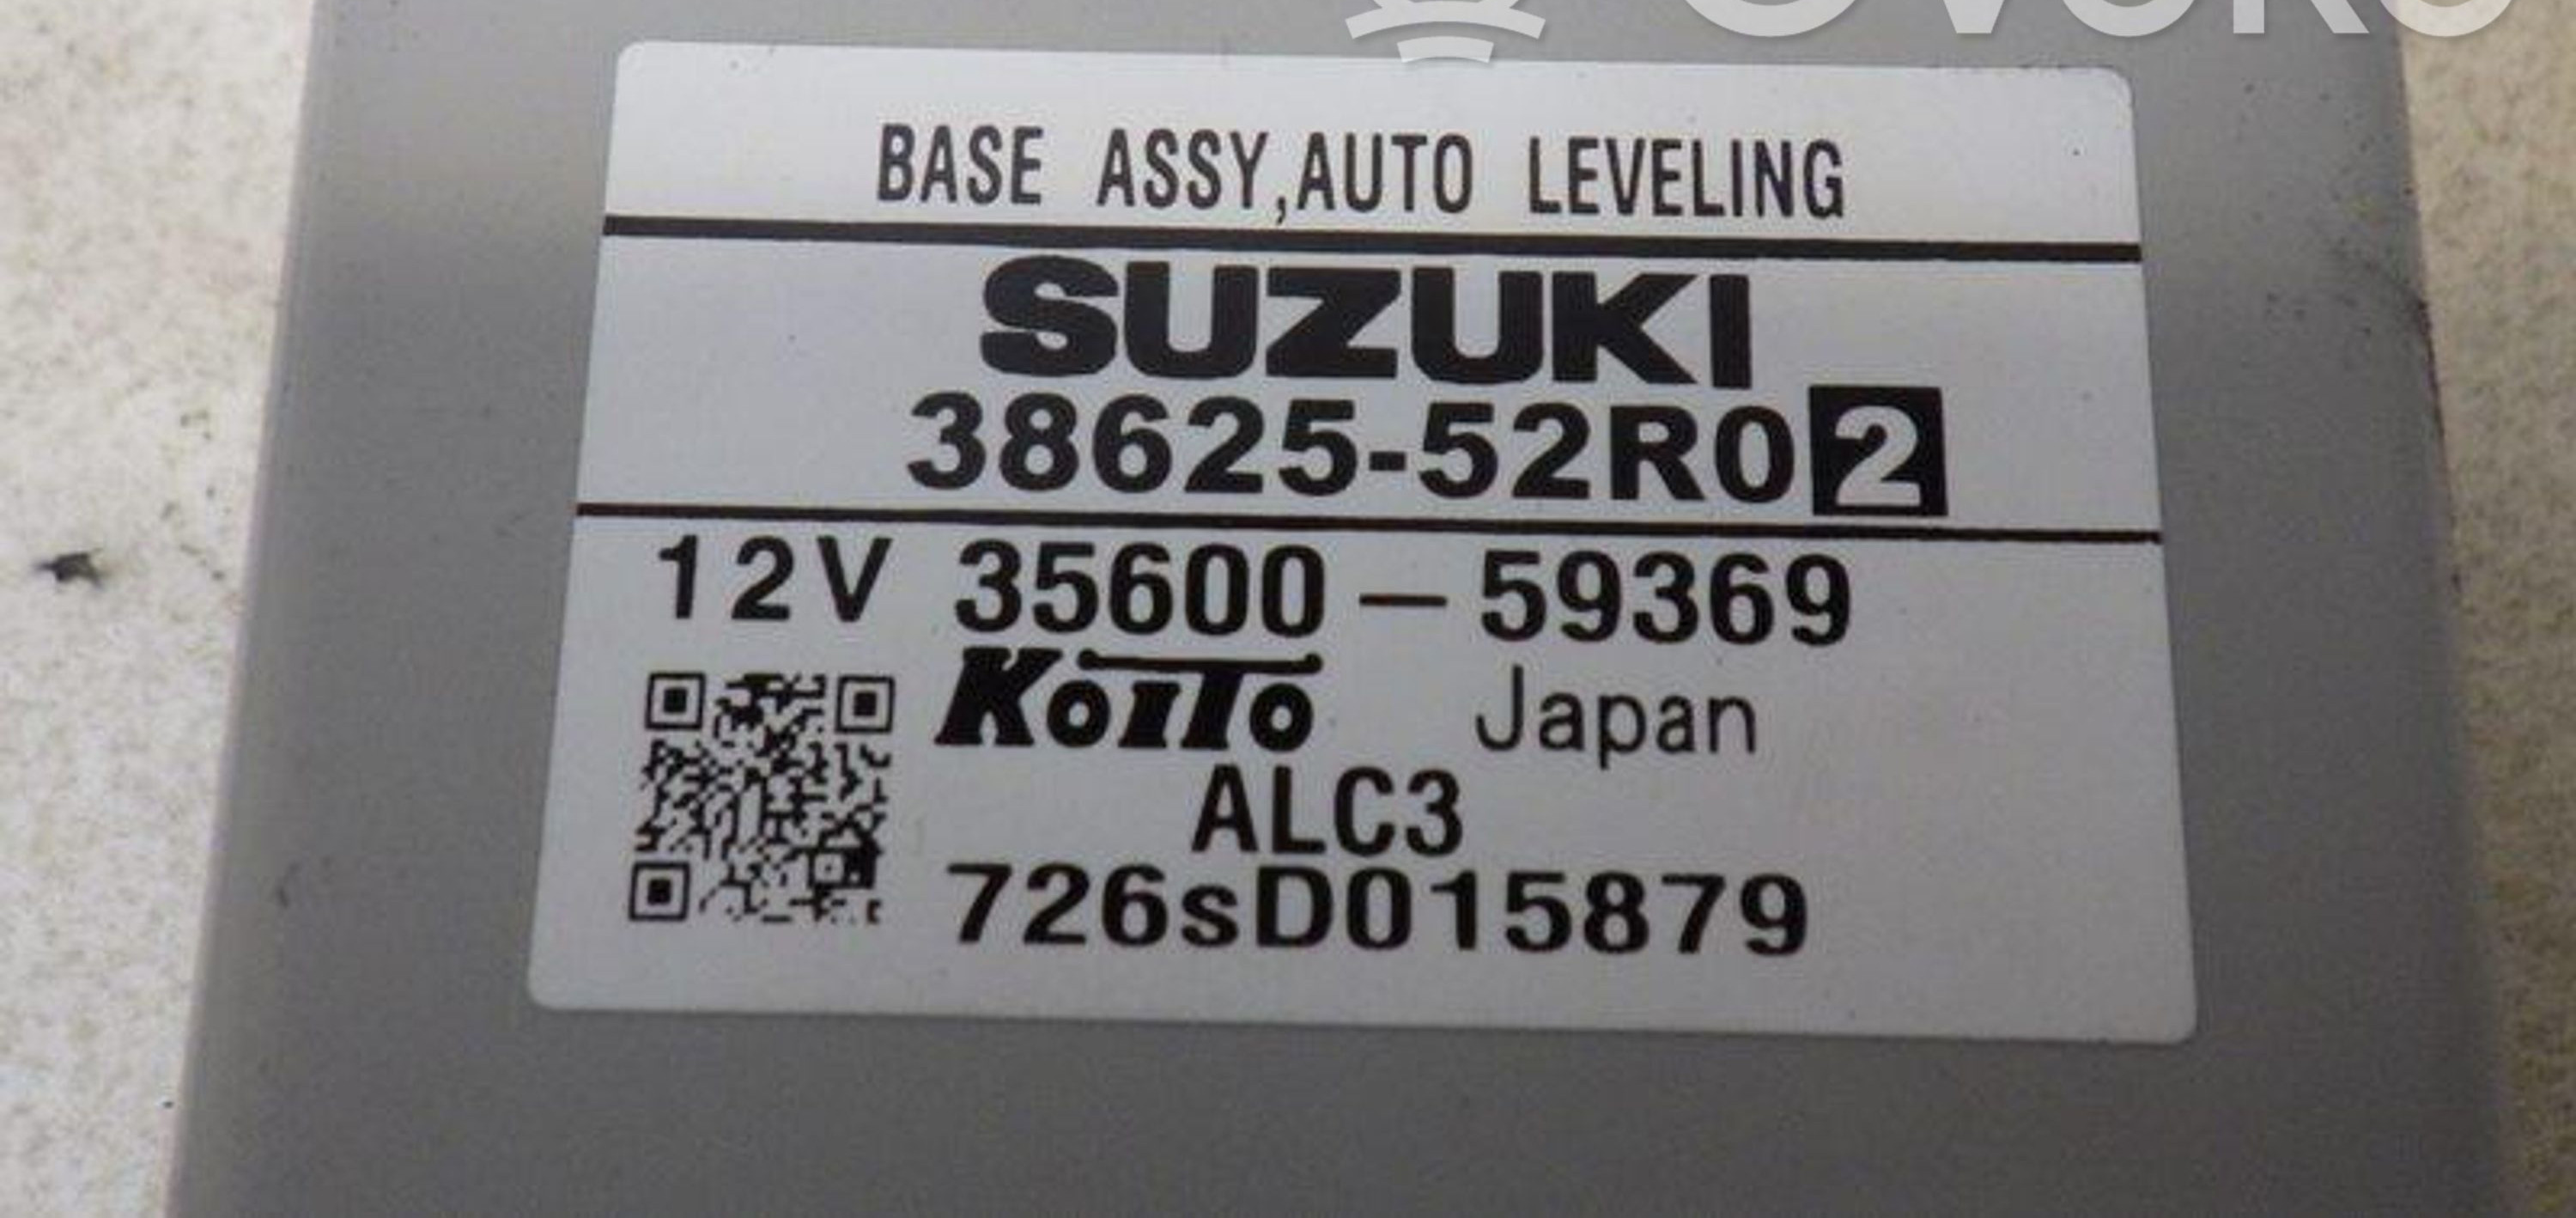 BASE ASSY,AUTO LEVELING
SUZUKI
38625-52R02
12V 35600-59369
KOITO Japan
ALC3
726sD015879